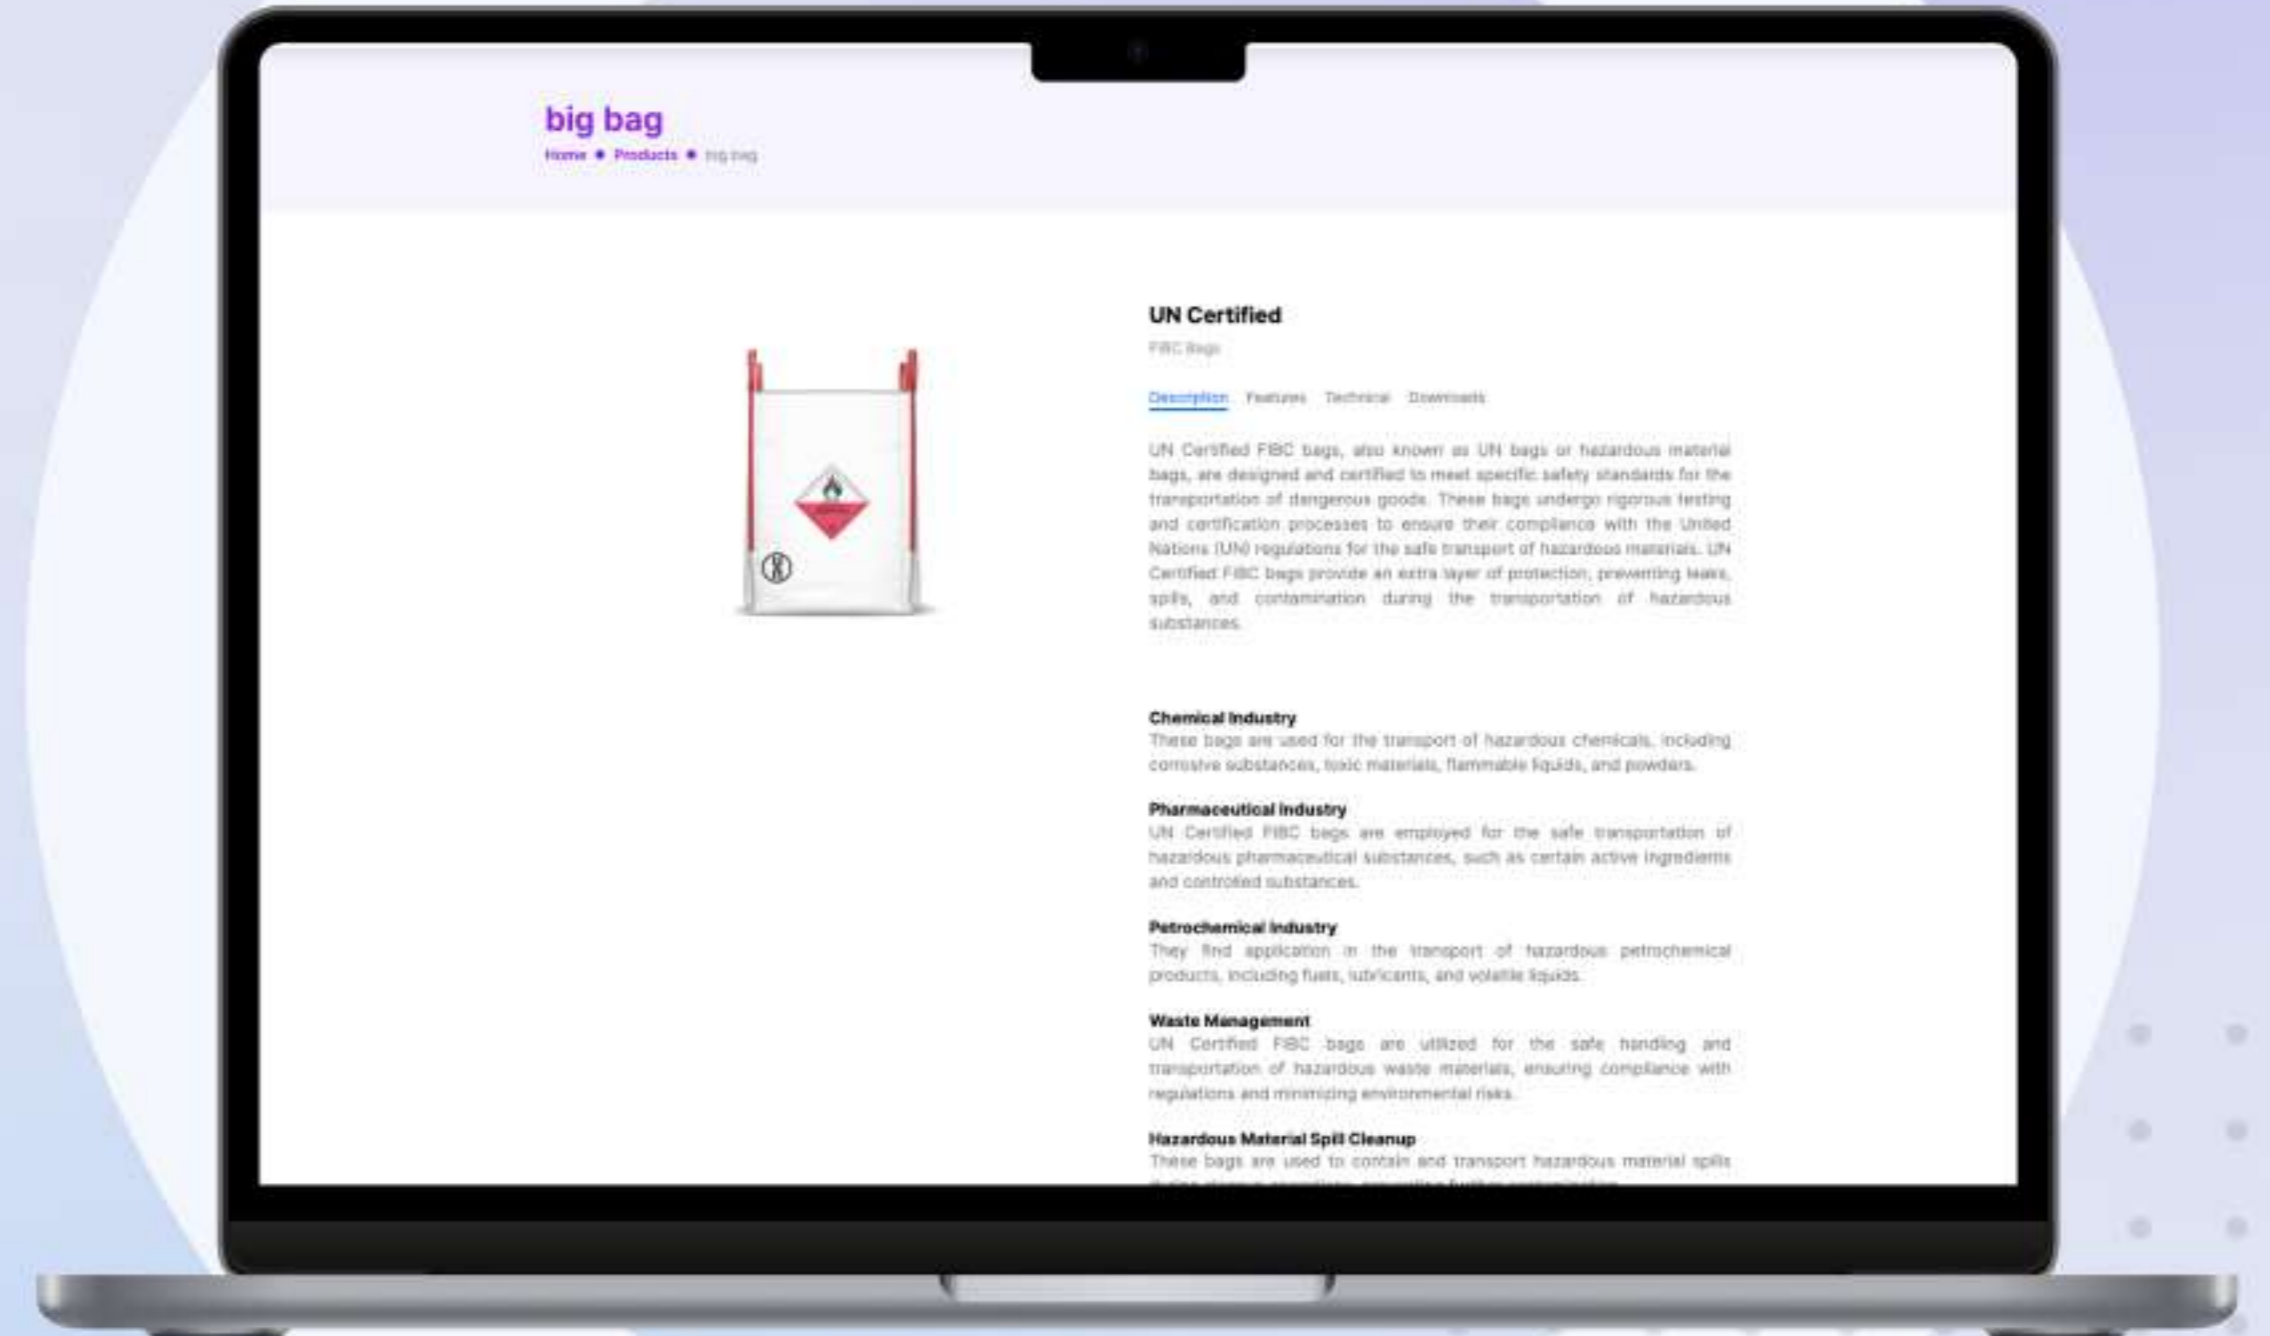 big bag
Home • Products • big bag
UN Certified
FIBC Bags
Description Features Technical Downloads
UN Certified FIBC bags, also known as UN bags or hazardous material
bags, are designed and certified to meet specific safety standards for the
transportation of dangerous goods. These bags undergo rigorous testing
and certification processes to ensure their compliance with the United
Nations (UN) regulations for the safe transport of hazardous materials. UN
Certified FIBC bags provide an extra layer of protection, preventing leaks,
spills, and contamination during the transportation of hazardous
substances.
Chemical Industry
These bags are used for the transport of hazardous chemicals, including
corrosive substances, toxic materials, flammable liquids, and powders.
Pharmaceutical Industry
UN Certified FIBC bags are employed for the safe transportation of
hazardous pharmaceutical substances, such as certain active ingredients
and controlled substances.
Petrochemical Industry
They find application in the transport of hazardous petrochemical
products, including fuels, lubricants, and volatile liquids.
Waste Management
UN Certified FIBC bags are utilized for the safe handling and
transportation of hazardous waste materials, ensuring compliance with
regulations and minimizing environmental risks.
Hazardous Material Spill Cleanup
These bags are used to contain and transport hazardous material spills